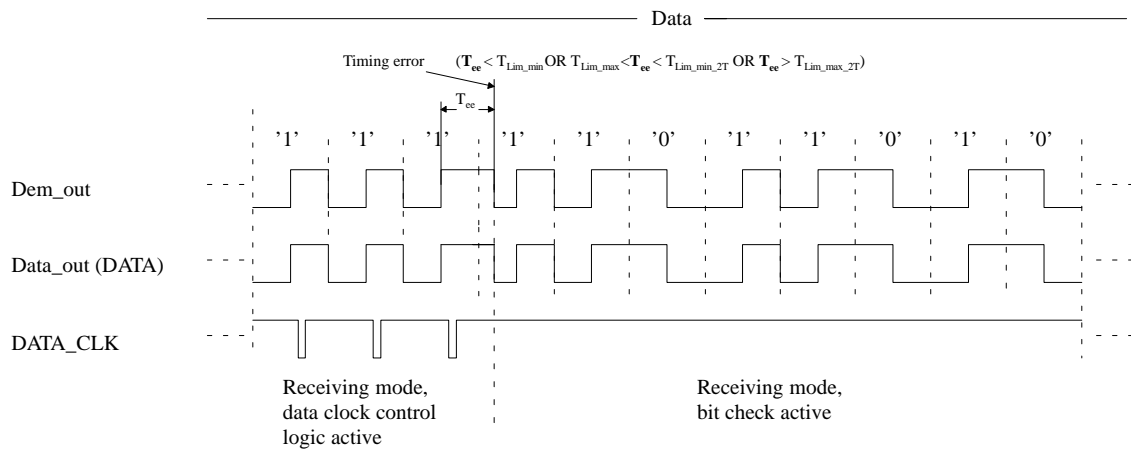 Data
Timing error (Tee < TLim_min OR TLim_max<Tee < TLim_min_2T OR Tee > TLim_max_2T)
Tee
'1' '1' '1' '1' '1' '0' '1' '1' '0' '1' '0'
Dem_out
Data_out (DATA)
DATA_CLK
Receiving mode,
data clock control
logic active
Receiving mode,
bit check active